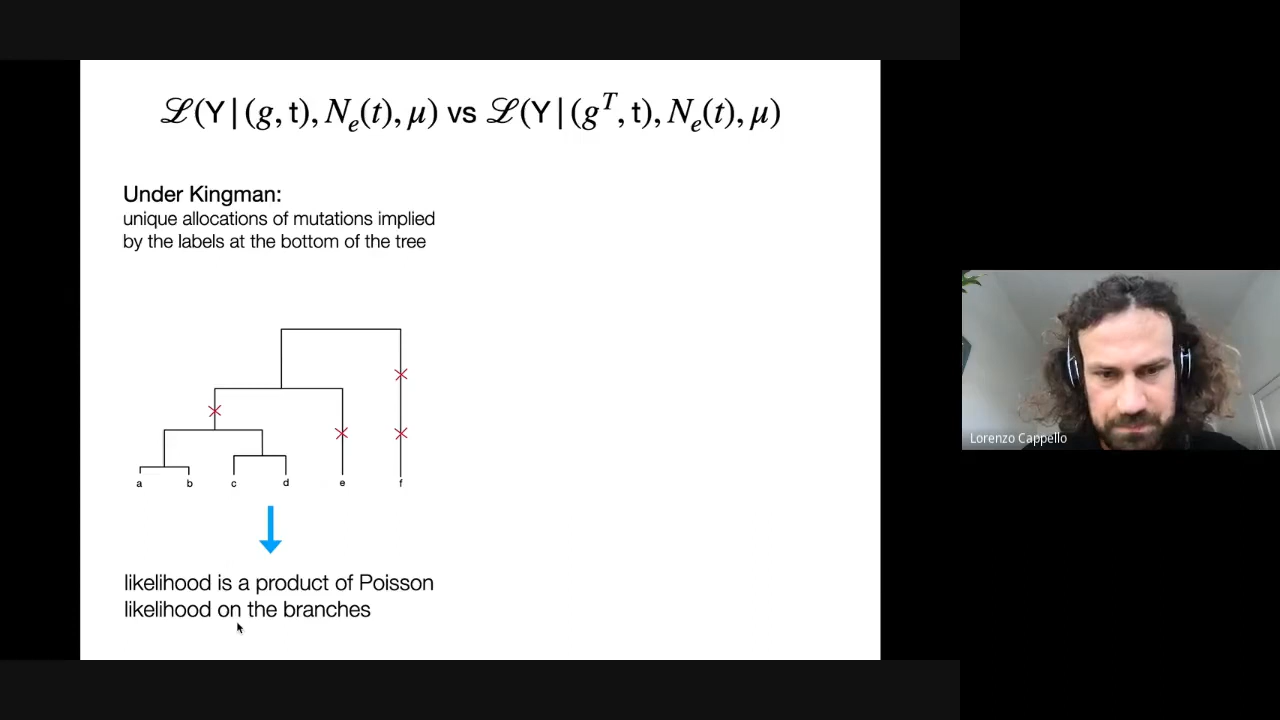 ℒ(Y | (g, t), Nₑ(t), μ) vs ℒ(Y | (gᵀ, t), Nₑ(t), μ)
Under Kingman:
unique allocations of mutations implied
by the labels at the bottom of the tree
a b c d e f
likelihood is a product of Poisson
likelihood on the branches
Lorenzo Cappello